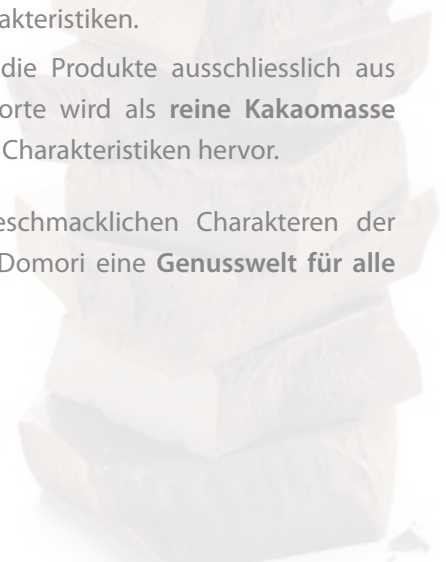 akteristiken.
die Produkte ausschliesslich aus
orte wird als reine Kakaomasse
Charakteristiken hervor.
eschmacklichen Charakteren der
Domori eine Genusswelt für alle